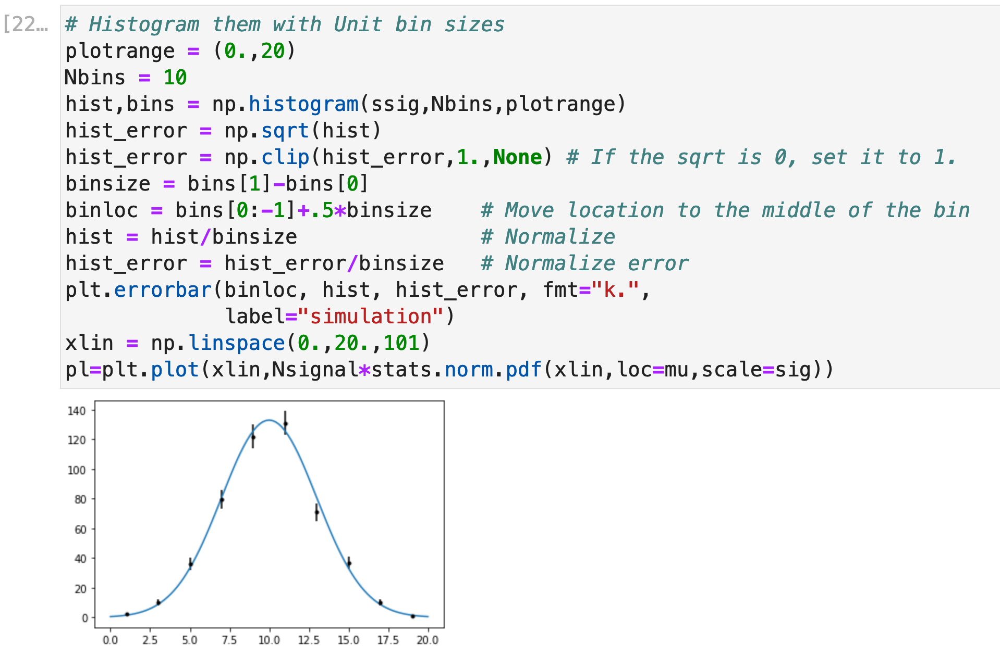 [22…
# Histogram them with Unit bin sizes
plotrange = (0.,20)
Nbins = 10
hist,bins = np.histogram(ssig,Nbins,plotrange)
hist_error = np.sqrt(hist)
hist_error = np.clip(hist_error,1.,None) # If the sqrt is 0, set it to 1.
binsize = bins[1]-bins[0]
binloc = bins[0:-1]+.5*binsize    # Move location to the middle of the bin
hist = hist/binsize               # Normalize
hist_error = hist_error/binsize   # Normalize error
plt.errorbar(binloc, hist, hist_error, fmt="k.",
             label="simulation")
xlin = np.linspace(0.,20.,101)
pl=plt.plot(xlin,Nsignal*stats.norm.pdf(xlin,loc=mu,scale=sig))
140
120
100
80
60
40
20
0
0.0 2.5 5.0 7.5 10.0 12.5 15.0 17.5 20.0